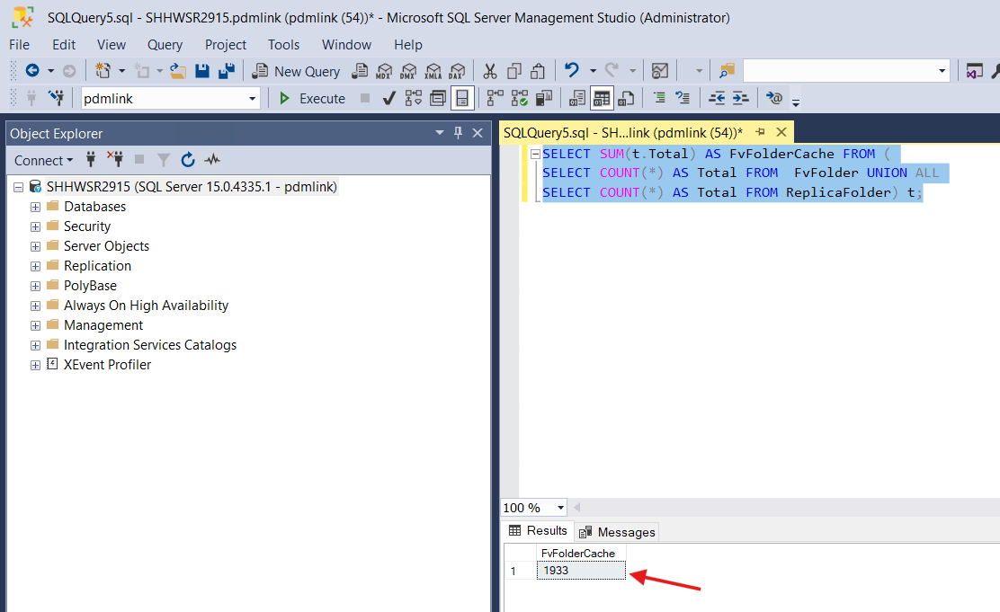 SQLQuery5.sql - SHHWSR2915.pdmlink (pdmlink (54))* - Microsoft SQL Server Management Studio (Administrator)
File Edit View Query Project Tools Window Help
New Query MDX DMX XMLA DAX
pdmlink Execute
Object Explorer
Connect
SHHWSR2915 (SQL Server 15.0.4335.1 - pdmlink)
Databases
Security
Server Objects
Replication
PolyBase
Always On High Availability
Management
Integration Services Catalogs
XEvent Profiler
SQLQuery5.sql - SH...link (pdmlink (54))*
SELECT SUM(t.Total) AS FvFolderCache FROM (
SELECT COUNT(*) AS Total FROM  FvFolder UNION ALL
SELECT COUNT(*) AS Total FROM ReplicaFolder) t;
100 %
Results Messages
FvFolderCache
1 1933